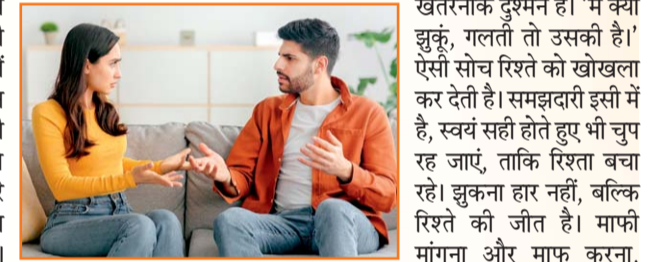 खतरनाक दुश्मन है। 'मैं क्यों
झुकूं, गलती तो उसकी है।'
ऐसी सोच रिश्ते को खोखला
कर देती है। समझदारी इसी में
है, स्वयं सही होते हुए भी चुप
रह जाएं, ताकि रिश्ता बचा
रहे। झुकना हार नहीं, बल्कि
रिश्ते की जीत है। माफी
मांगना और माफ करना,